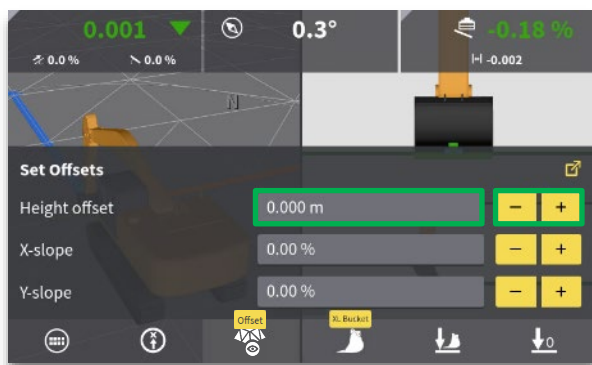 0.001 0.3° -0.18 %
0.0 % 0.0 % -0.002
N
Set Offsets
Height offset 0.000 m - +
X-slope 0.00 % - +
Y-slope 0.00 % - +
Offset XL Bucket
0